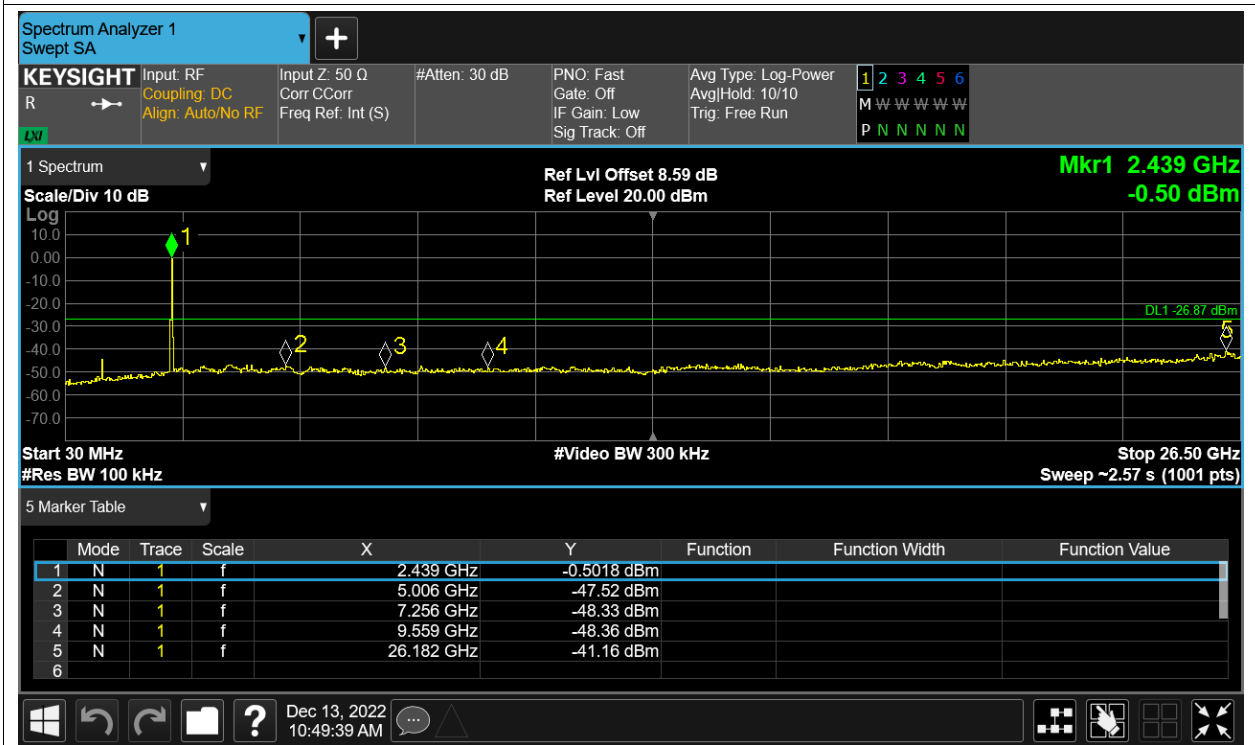 Spectrum Analyzer 1
Swept SA
+
KEYSIGHT
R
LXI
Input: RF
Coupling: DC
Align: Auto/No RF
Input Z: 50 Ω
Corr CCorr
Freq Ref: Int (S)
#Atten: 30 dB
PNO: Fast
Gate: Off
IF Gain: Low
Sig Track: Off
Avg Type: Log-Power
Avg|Hold: 10/10
Trig: Free Run
1 2 3 4 5 6
M W W W W W
P N N N N N
1 Spectrum
Scale/Div 10 dB
Ref Lvl Offset 8.59 dB
Ref Level 20.00 dBm
Mkr1 2.439 GHz
-0.50 dBm
Log
10.0
0.00
-10.0
-20.0
-30.0
-40.0
-50.0
-60.0
-70.0
1
2
3
4
5
DL1 -26.87 dBm
Start 30 MHz
#Res BW 100 kHz
#Video BW 300 kHz
Stop 26.50 GHz
Sweep ~2.57 s (1001 pts)
5 Marker Table
Mode Trace Scale X Y Function Function Width Function Value
1 N 1 f 2.439 GHz -0.5018 dBm
2 N 1 f 5.006 GHz -47.52 dBm
3 N 1 f 7.256 GHz -48.33 dBm
4 N 1 f 9.559 GHz -48.36 dBm
5 N 1 f 26.182 GHz -41.16 dBm
6
?
Dec 13, 2022
10:49:39 AM